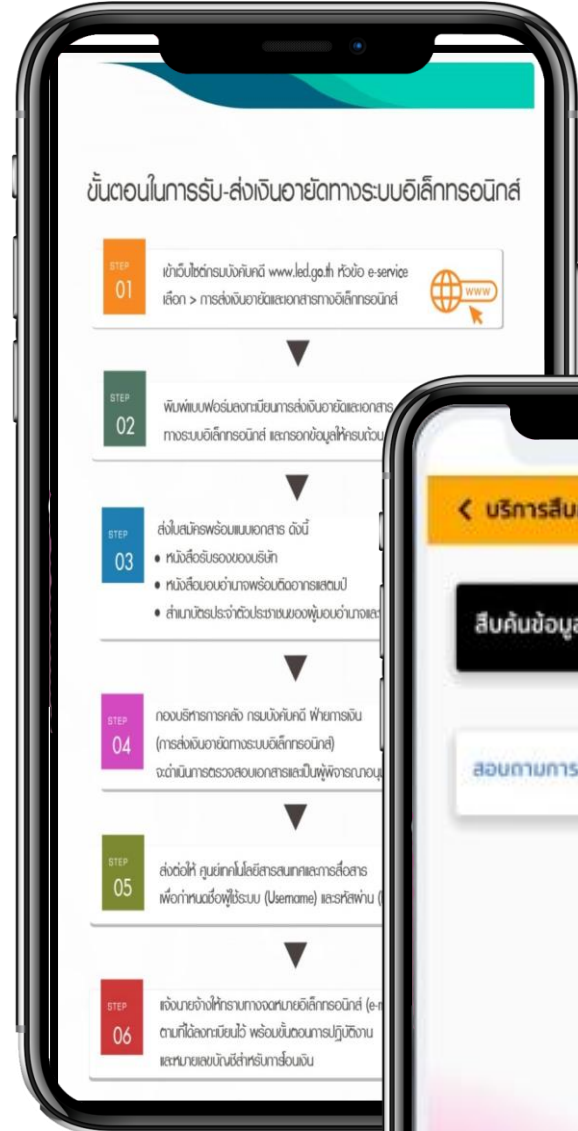 ขั้นตอนในการรับ-ส่งเงินอายัดทางระบบอิเล็กทรอนิกส์
STEP
01
เข้าเว็บไซต์กรมบังคับคดี www.led.go.th หัวข้อ e-service
เลือก > การส่งเงินอายัดและเอกสารทางอิเล็กทรอนิกส์
WWW
STEP
02
พิมพ์แบบฟอร์มลงทะเบียนการส่งเงินอายัดและเอกสาร
ทางระบบอิเล็กทรอนิกส์ และกรอกข้อมูลให้ครบถ้วน
STEP
03
ส่งใบสมัครพร้อมแนบเอกสาร ดังนี้
• หนังสือรับรองของบริษัท
• หนังสือมอบอำนาจพร้อมติดอากรแสตมป์
• สำเนาบัตรประจำตัวประชาชนของผู้มอบอำนาจและ
STEP
04
กองบริหารการคลัง กรมบังคับคดี ฝ่ายการเงิน
(การส่งเงินอายัดทางระบบอิเล็กทรอนิกส์)
จะดำเนินการตรวจสอบเอกสารและเป็นผู้พิจารณาอนุ
STEP
05
ส่งต่อให้ ศูนย์เทคโนโลยีสารสนเทศและการสื่อสาร
เพื่อกำหนดชื่อผู้ใช้ระบบ (Username) และรหัสผ่าน (
STEP
06
แจ้งนายจ้างให้ทราบทางจดหมายอิเล็กทรอนิกส์ (e-m
ตามที่ได้ลงทะเบียนไว้ พร้อมขั้นตอนการปฏิบัติงาน
และหมายเลขบัญชีสำหรับการโอนเงิน
< บริการสืบ
สืบค้นข้อมูล
สอบถามการ